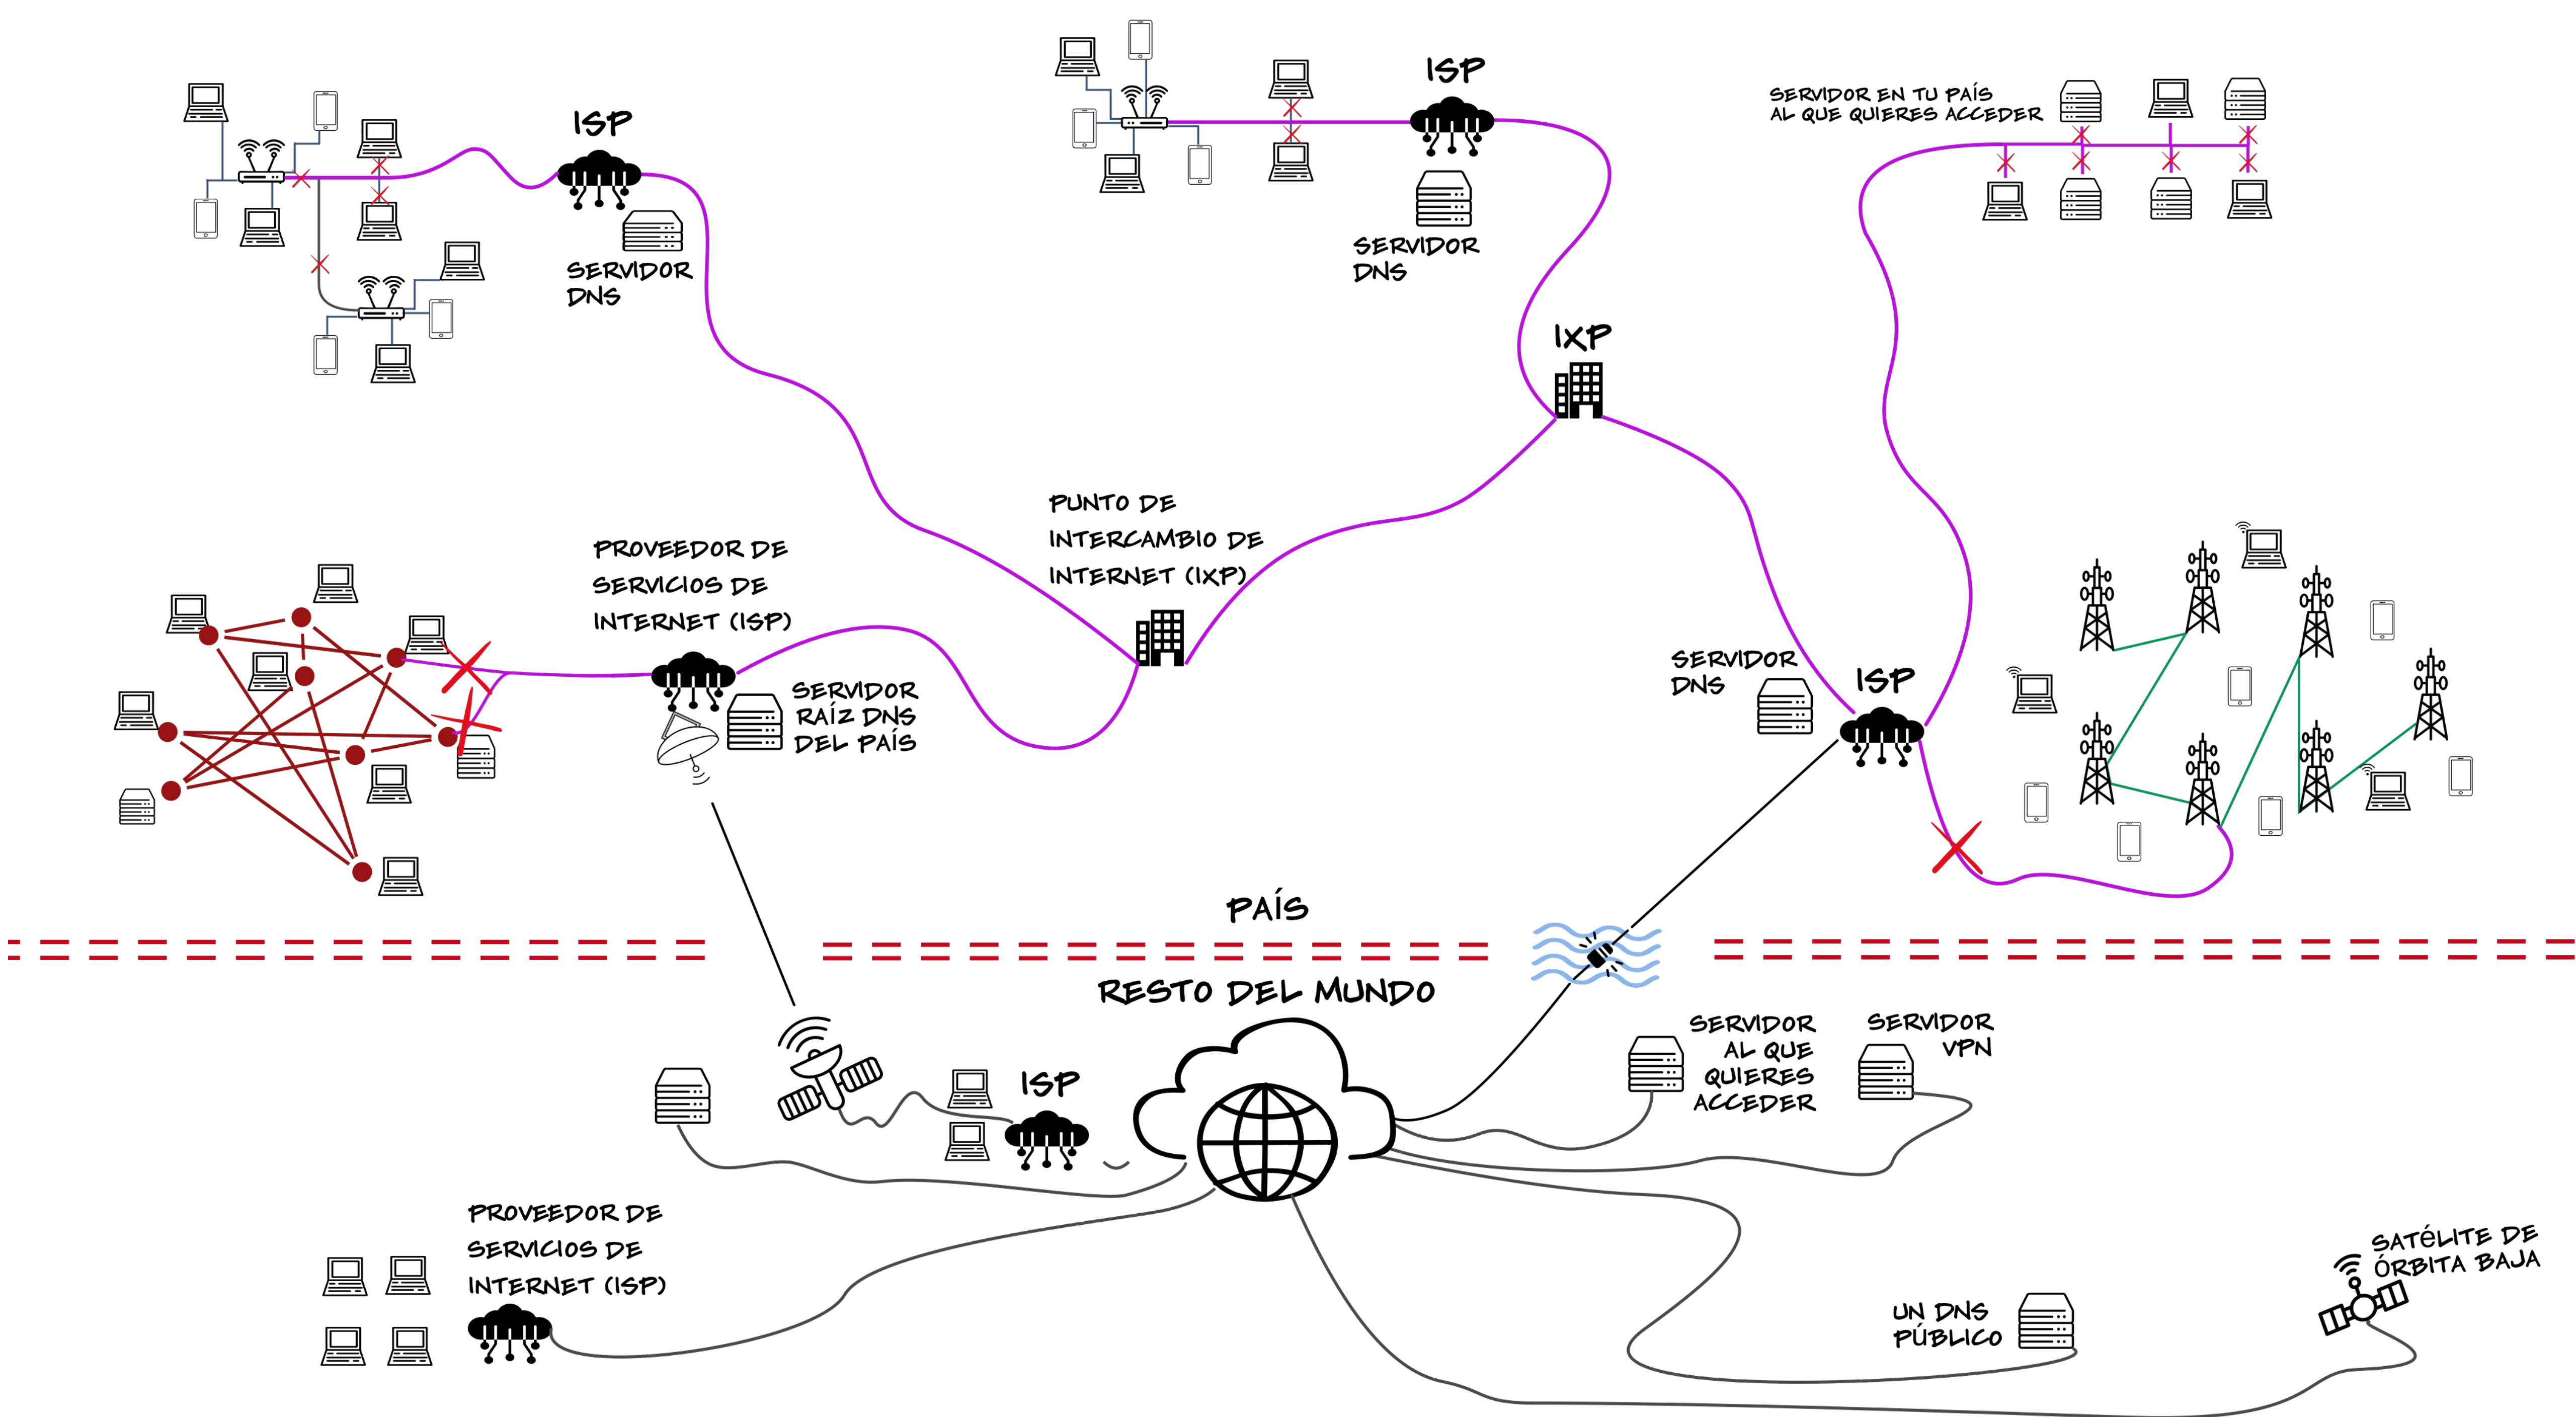 ISP
SERVIDOR
DNS
ISP
SERVIDOR
DNS
SERVIDOR EN TU PAÍS
AL QUE QUIERES ACCEDER
IXP
PUNTO DE
INTERCAMBIO DE
INTERNET (IXP)
PROVEEDOR DE
SERVICIOS DE
INTERNET (ISP)
SERVIDOR
RAÍZ DNS
DEL PAÍS
SERVIDOR
DNS
ISP
PAÍS
RESTO DEL MUNDO
ISP
SERVIDOR
AL QUE
QUIERES
ACCEDER
SERVIDOR
VPN
PROVEEDOR DE
SERVICIOS DE
INTERNET (ISP)
UN DNS
PÚBLICO
SATÉLITE DE
ÓRBITA BAJA